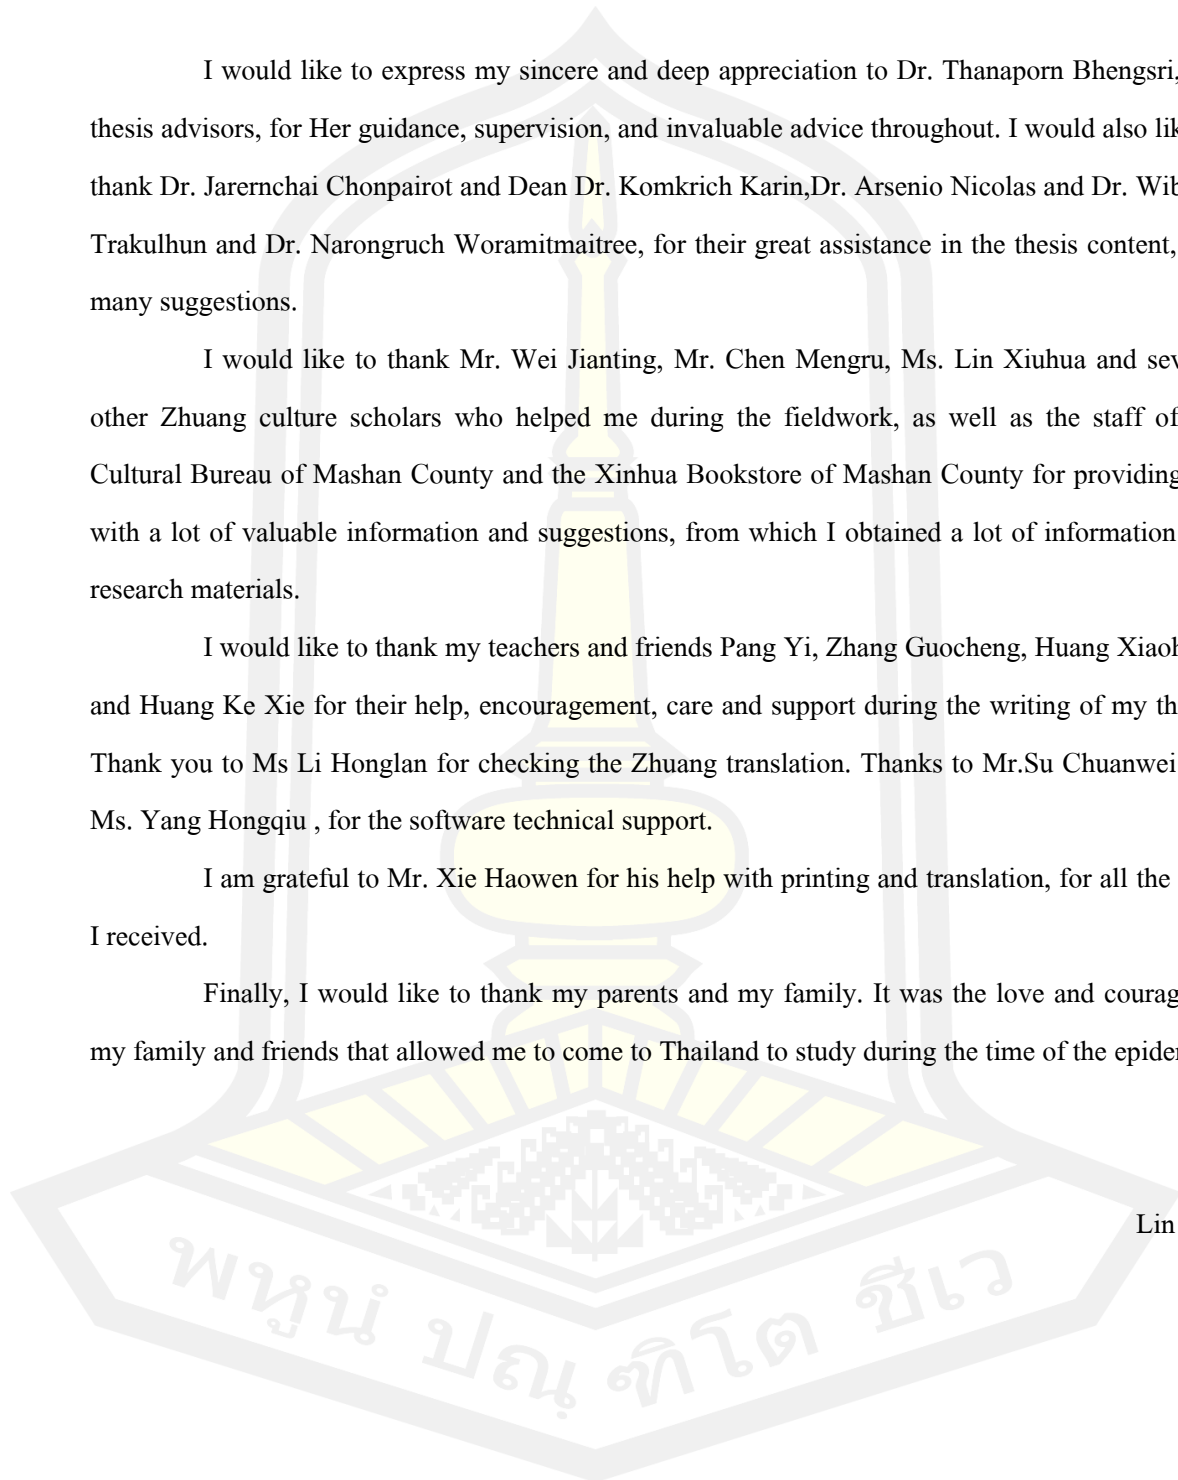 I would like to express my sincere and deep appreciation to Dr. Thanaporn Bhengsri,
thesis advisors, for Her guidance, supervision, and invaluable advice throughout. I would also
thank Dr. Jarernchai Chonpairot and Dean Dr. Komkrich Karin,Dr. Arsenio Nicolas and Dr.
Trakulhun and Dr. Narongruch Woramitmaitree, for their great assistance in the thesis content,
many suggestions.
I would like to thank Mr. Wei Jianting, Mr. Chen Mengru, Ms. Lin Xiuhua and
other Zhuang culture scholars who helped me during the fieldwork, as well as the staff of
Cultural Bureau of Mashan County and the Xinhua Bookstore of Mashan County for providing
with a lot of valuable information and suggestions, from which I obtained a lot of information
research materials.
I would like to thank my teachers and friends Pang Yi, Zhang Guocheng, Huang
and Huang Ke Xie for their help, encouragement, care and support during the writing of my
Thank you to Ms Li Honglan for checking the Zhuang translation. Thanks to Mr.Su Chuanwei
Ms. Yang Hongqiu , for the software technical support.
I am grateful to Mr. Xie Haowen for his help with printing and translation, for all the
I received.
Finally, I would like to thank my parents and my family. It was the love and
my family and friends that allowed me to come to Thailand to study during the time of the
Lin
พหูนํ ปณฺฑิโต ชีเว